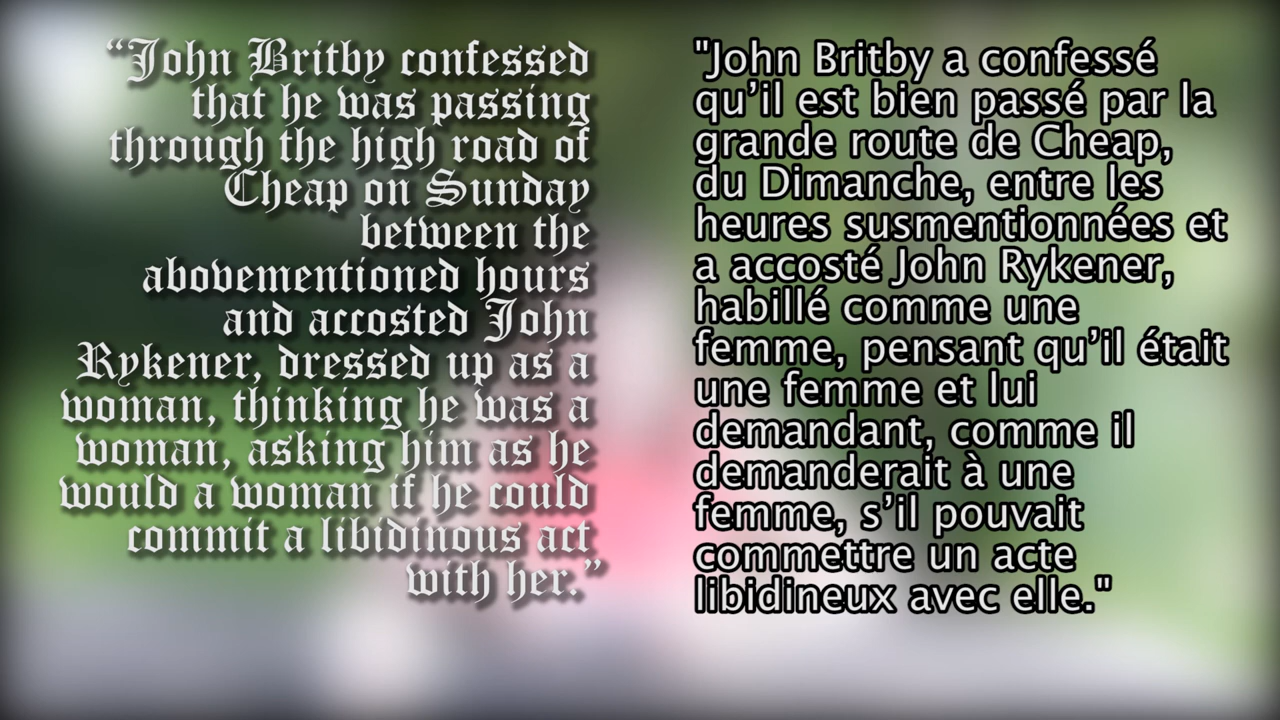 “John Britby confessed
that he was passing
through the high road of
Cheap on Sunday
between the
abovementioned hours
and accosted John
Rykener, dressed up as a
woman, thinking he was a
woman, asking him as he
would a woman if he could
commit a libidinous act
with her.”
"John Britby a confessé
qu’il est bien passé par la
grande route de Cheap,
du Dimanche, entre les
heures susmentionnées et
a accosté John Rykener,
habillé comme une
femme, pensant qu’il était
une femme et lui
demandant, comme il
demanderait à une
femme, s’il pouvait
commettre un acte
libidineux avec elle."